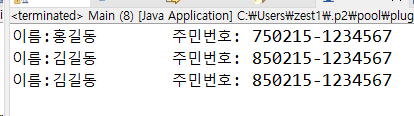 <terminated> Main (8) [Java Application] C:₩Users₩zest1₩.p2₩pool₩plug
이름:홍길동 주민번호: 750215-1234567
이름:김길동 주민번호: 850215-1234567
이름:김길동 주민번호: 850215-1234567